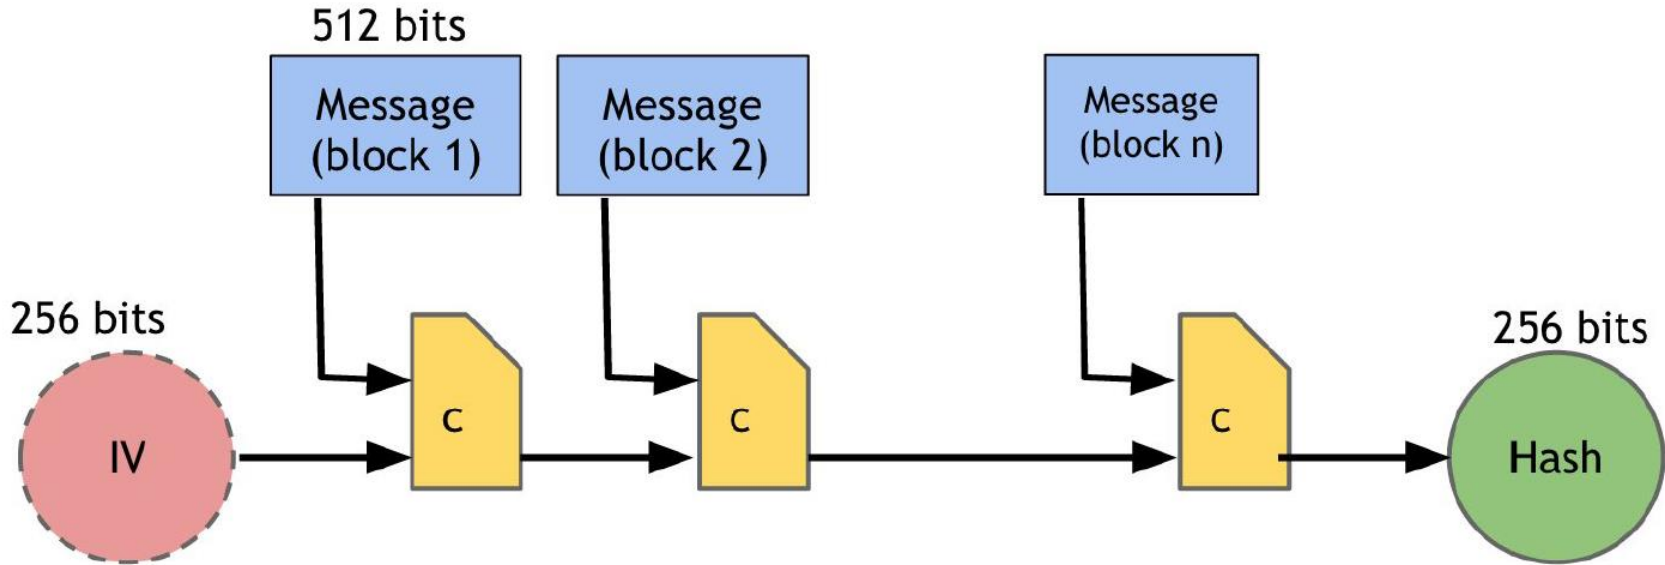 512 bits
Message
(block 1)
Message
(block 2)
Message
(block n)
256 bits
IV
C
C
C
256 bits
Hash